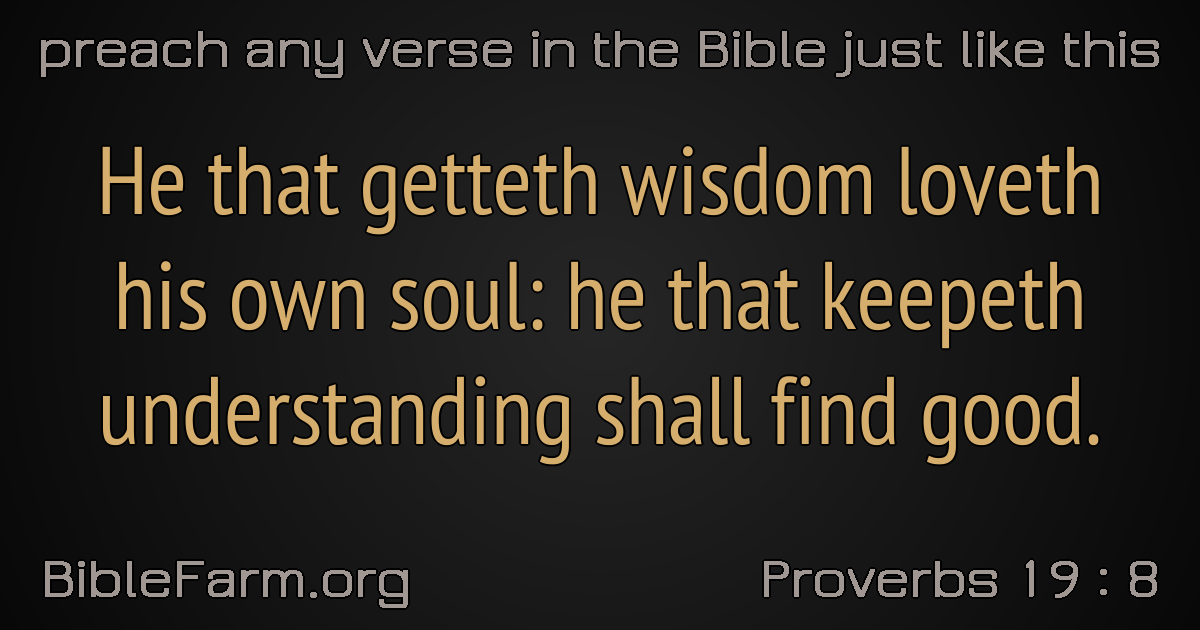 preach any verse in the Bible just like this
He that getteth wisdom loveth
his own soul: he that keepeth
understanding shall find good.
BibleFarm.org
Proverbs 19 : 8